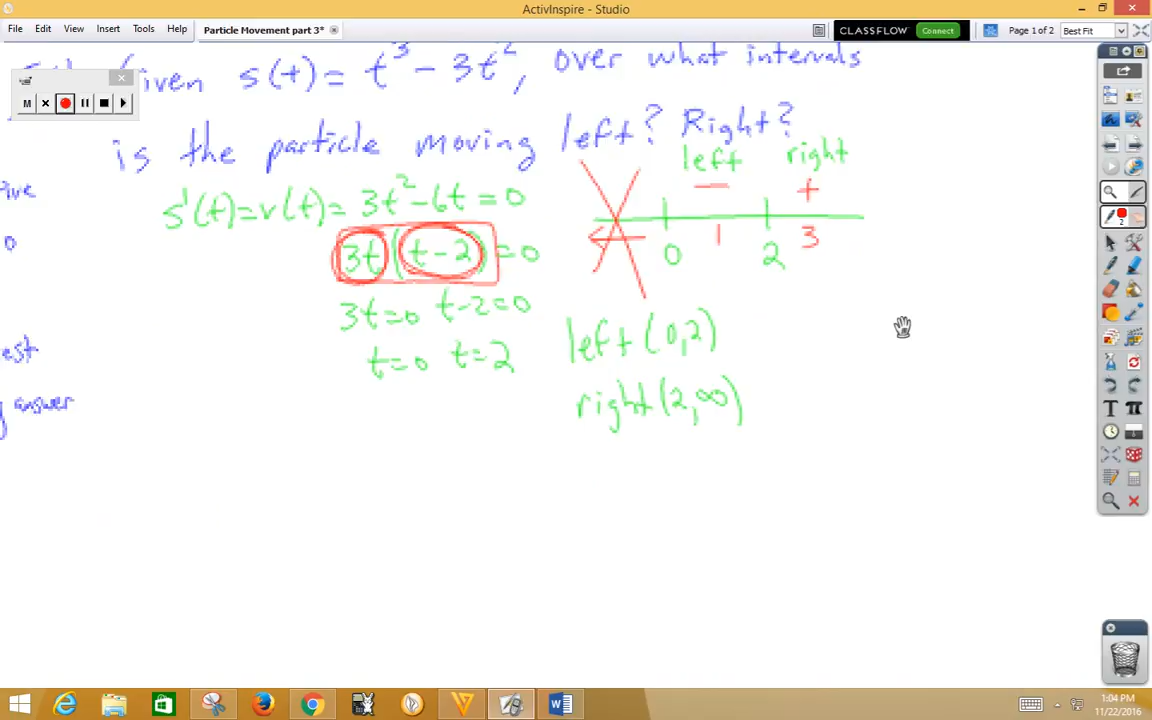 ActivInspire - Studio
File Edit View Insert Tools Help Particle Movement part 3* CLASSFLOW Connect Page 1 of 2 Best Fit
Given s(t) = t³ - 3t², over what intervals
is the particle moving left? Right?
left right
- +
s'(t)=v(t)= 3t²-6t = 0
3t(t-2)=0
0 1 2 3
3t=0 t-2=0
t=0 t=2
left (0,2)
right (2,∞)
est
answer
M
2
1:04 PM
11/22/2016